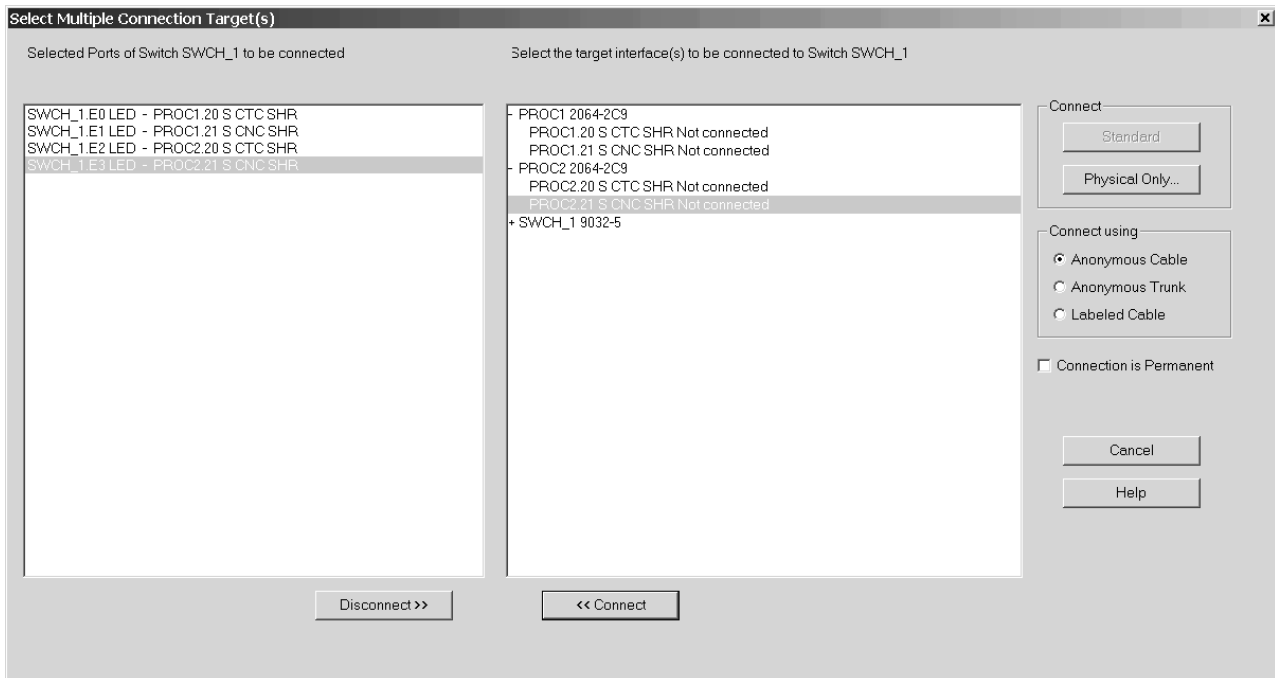 Select Multiple Connection Target(s)
Selected Ports of Switch SWCH_1 to be connected
SWCH_1.E0 LED - PROC1.20 S CTC SHR
SWCH_1.E1 LED - PROC1.21 S CNC SHR
SWCH_1.E2 LED - PROC2.20 S CTC SHR
SWCH_1.E3 LED - PROC2.21 S CNC SHR
Disconnect >>
Select the target interface(s) to be connected to Switch SWCH_1
- PROC1 2064-2C9
PROC1.20 S CTC SHR Not connected
PROC1.21 S CNC SHR Not connected
- PROC2 2064-2C9
PROC2.20 S CTC SHR Not connected
PROC2.21 S CNC SHR Not connected
+ SWCH_1 9032-5
<< Connect
Connect
Standard
Physical Only...
Connect using
Anonymous Cable
Anonymous Trunk
Labeled Cable
Connection is Permanent
Cancel
Help